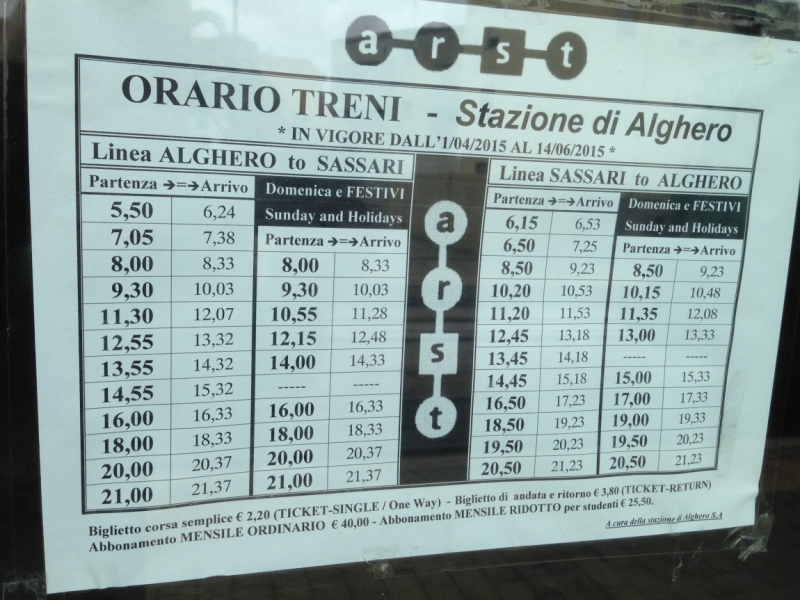 arst
ORARIO TRENI - Stazione di Alghero
* IN VIGORE DALL'1/04/2015 AL 14/06/2015 *
Linea ALGHERO to SASSARI
Partenza →=→Arrivo
5,50 6,24
7,05 7,38
8,00 8,33
9,30 10,03
11,30 12,07
12,55 13,32
13,55 14,32
14,55 15,32
16,00 16,33
18,00 18,33
20,00 20,37
21,00 21,37
Domenica e FESTIVI
Sunday and Holidays
Partenza →=→Arrivo
8,00 8,33
9,30 10,03
10,55 11,28
12,15 12,48
14,00 14,33
-----  -----
16,00 16,33
18,00 18,33
20,00 20,37
21,00 21,37
arst
Linea SASSARI to ALGHERO
Partenza →=→Arrivo
6,15 6,53
6,50 7,25
8,50 9,23
10,20 10,53
11,20 11,53
12,45 13,18
13,45 14,18
14,45 15,18
16,50 17,23
18,50 19,23
19,50 20,23
20,50 21,23
Domenica e FESTIVI
Sunday and Holidays
Partenza →=→Arrivo
8,50 9,23
10,15 10,48
11,35 12,08
13,00 13,33
-----  -----
15,00 15,33
17,00 17,33
19,00 19,33
19,50 20,23
20,50 21,23
Biglietto corsa semplice € 2,20 (TICKET-SINGLE / One Way) - Biglietto di andata e ritorno € 3,80 (TICKET-RETURN)
Abbonamento MENSILE ORDINARIO € 40,00 - Abbonamento MENSILE RIDOTTO per studenti € 25,50.
A cura della stazione di Alghero S.A